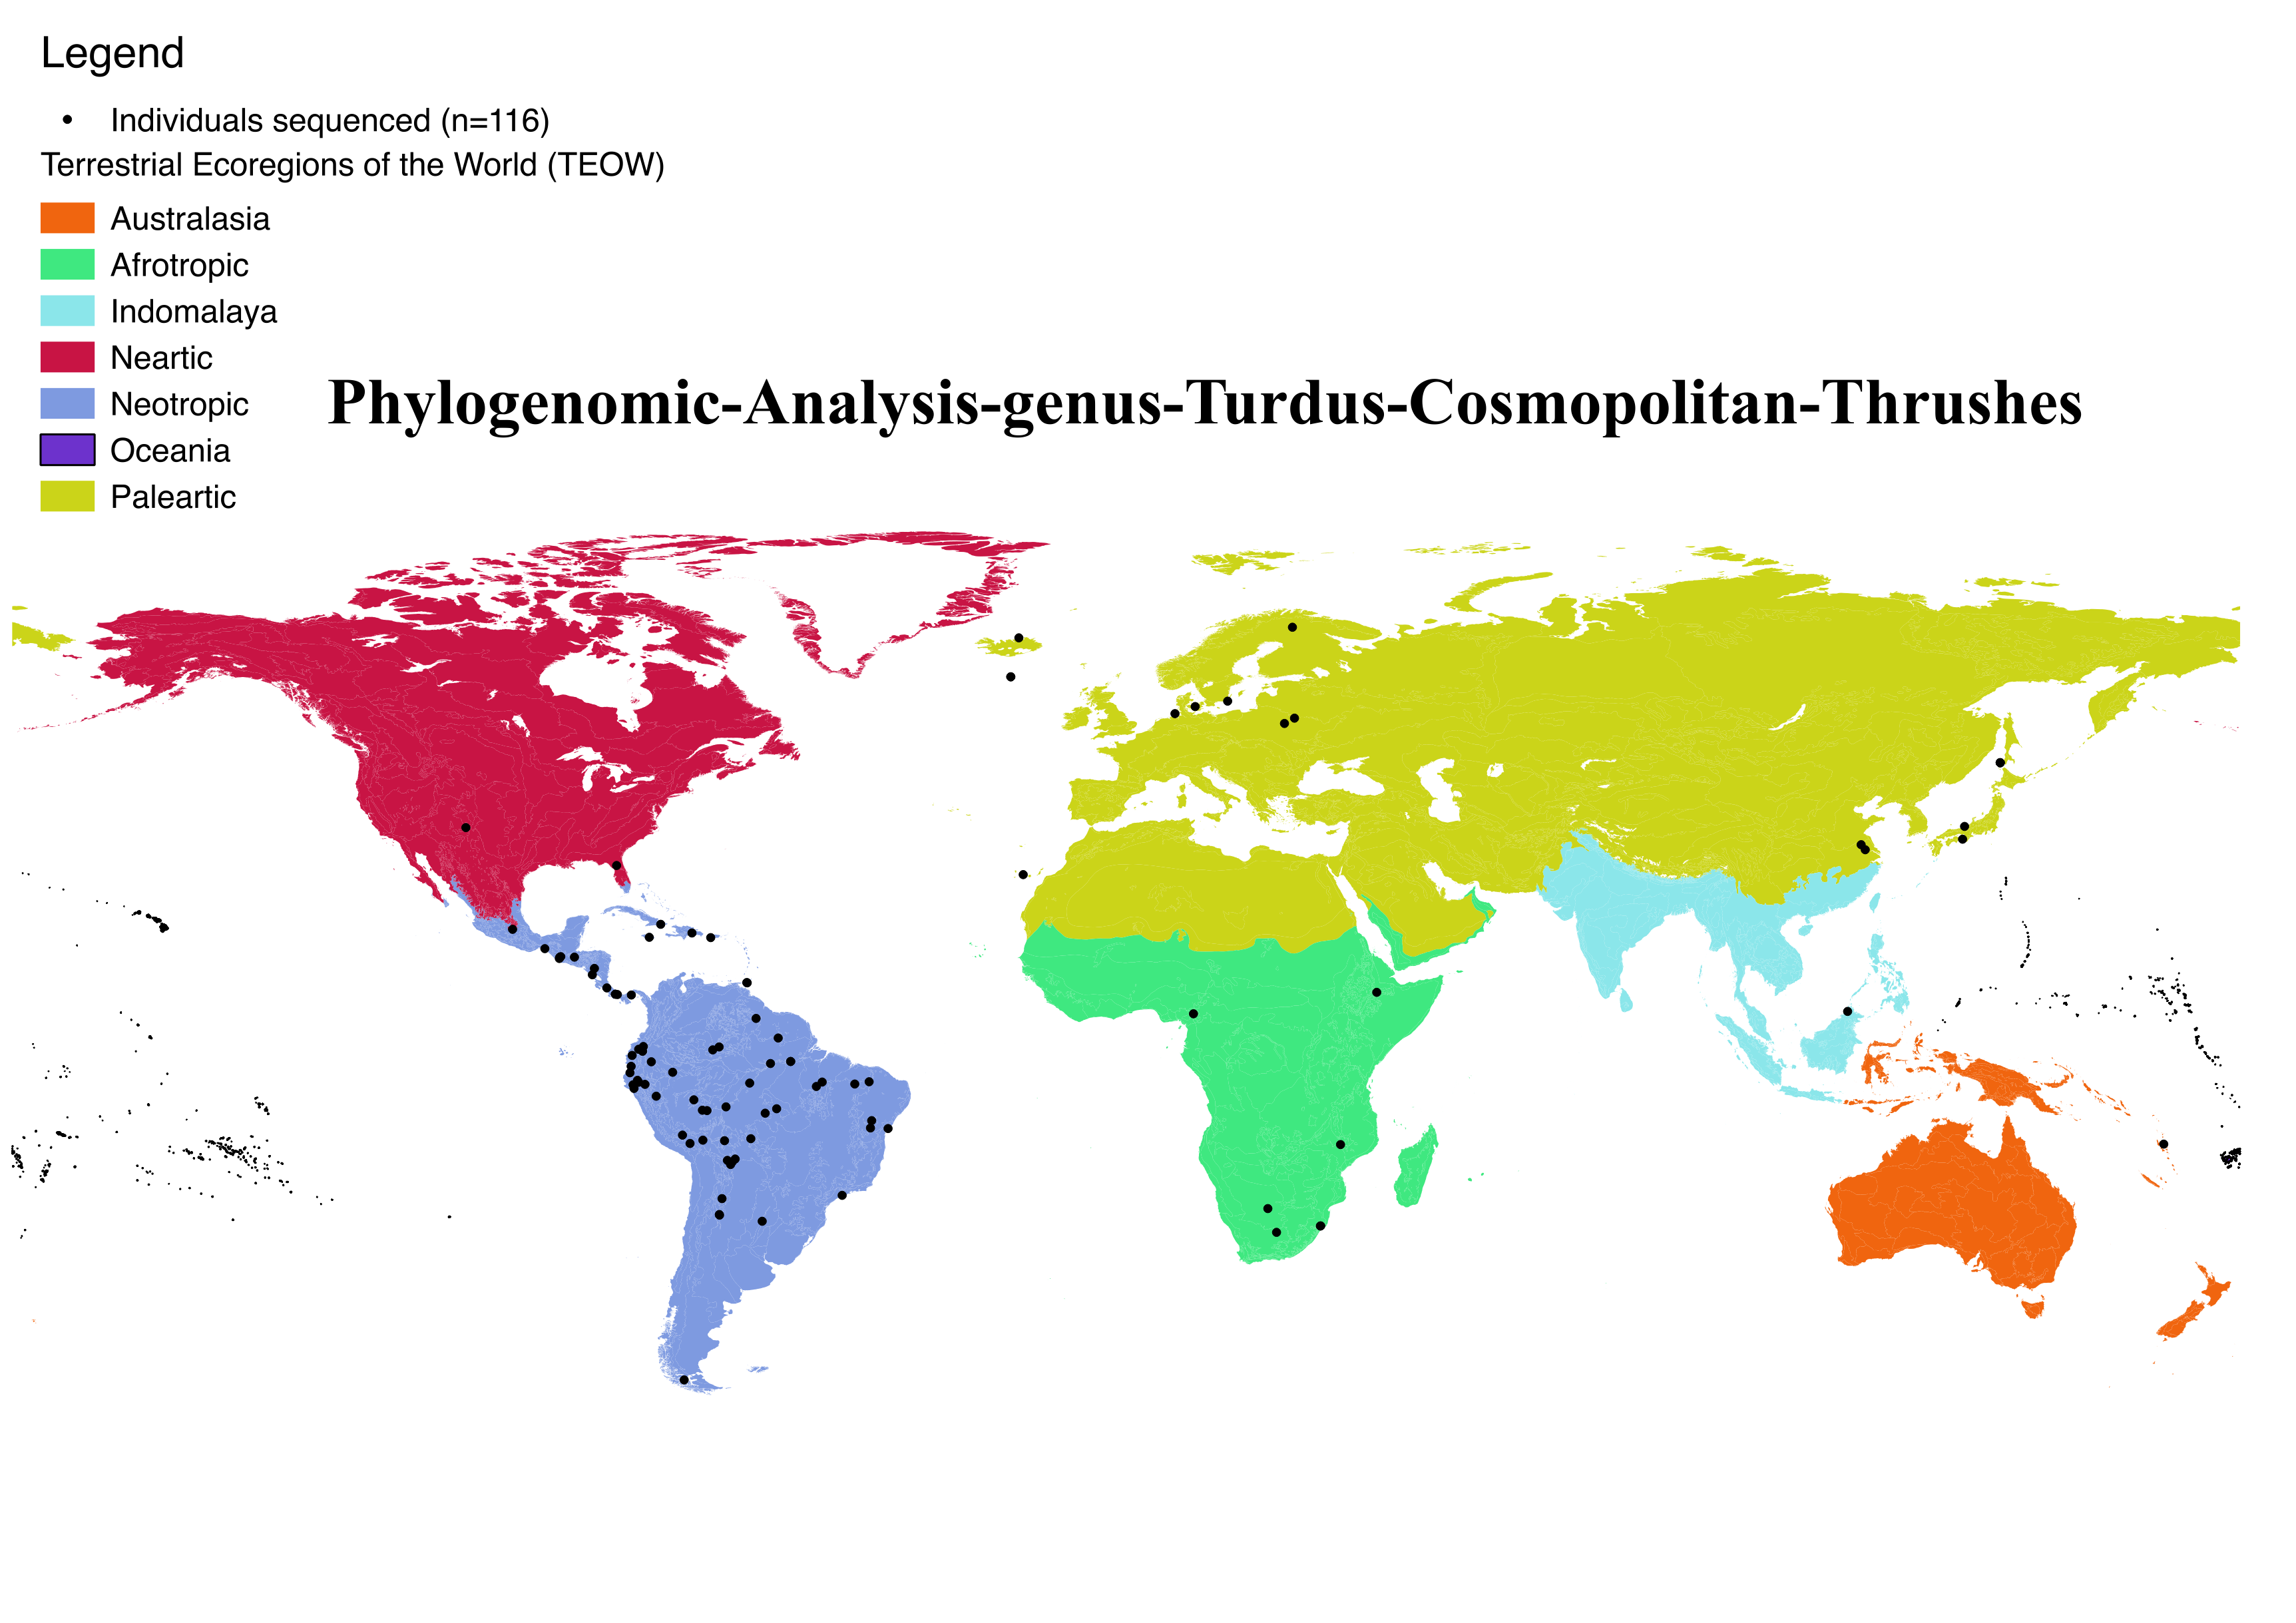 Legend
Individuals sequenced (n=116)
Terrestrial Ecoregions of the World (TEOW)
Australasia
Afrotropic
Indomalaya
Neartic
Neotropic
Oceania
Paleartic
Phylogenomic-Analysis-genus-Turdus-Cosmopolitan-Thrushes